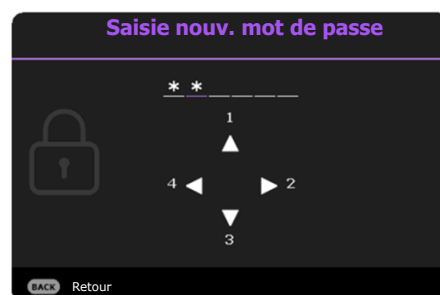 Saisie nouv. mot de passe
* * _ _ _ _
1
4 2
3
BACK Retour